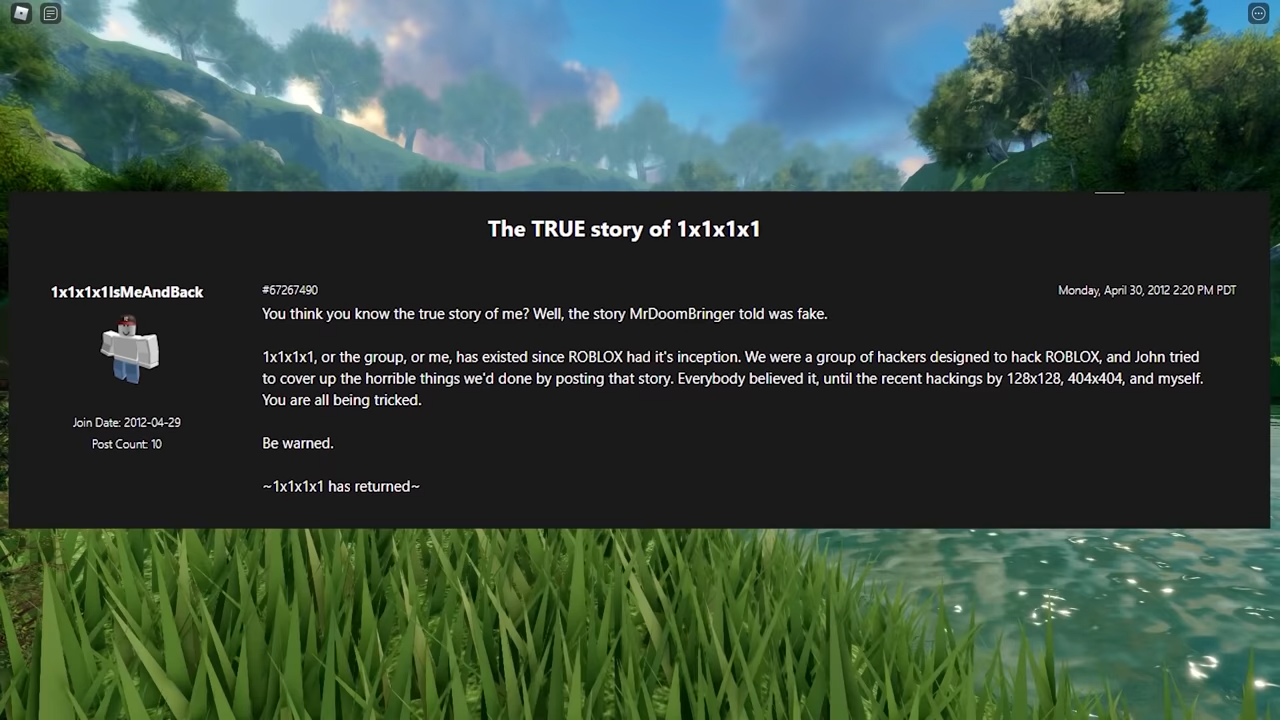 The TRUE story of 1x1x1x1
1x1x1x1IsMeAndBack
#67267490
Monday, April 30, 2012 2:20 PM PDT
You think you know the true story of me? Well, the story MrDoomBringer told was fake.
1x1x1x1, or the group, or me, has existed since ROBLOX had it's inception. We were a group of hackers designed to hack ROBLOX, and John tried
to cover up the horrible things we'd done by posting that story. Everybody believed it, until the recent hackings by 128x128, 404x404, and myself.
You are all being tricked.
Join Date: 2012-04-29
Post Count: 10
Be warned.
~1x1x1x1 has returned~